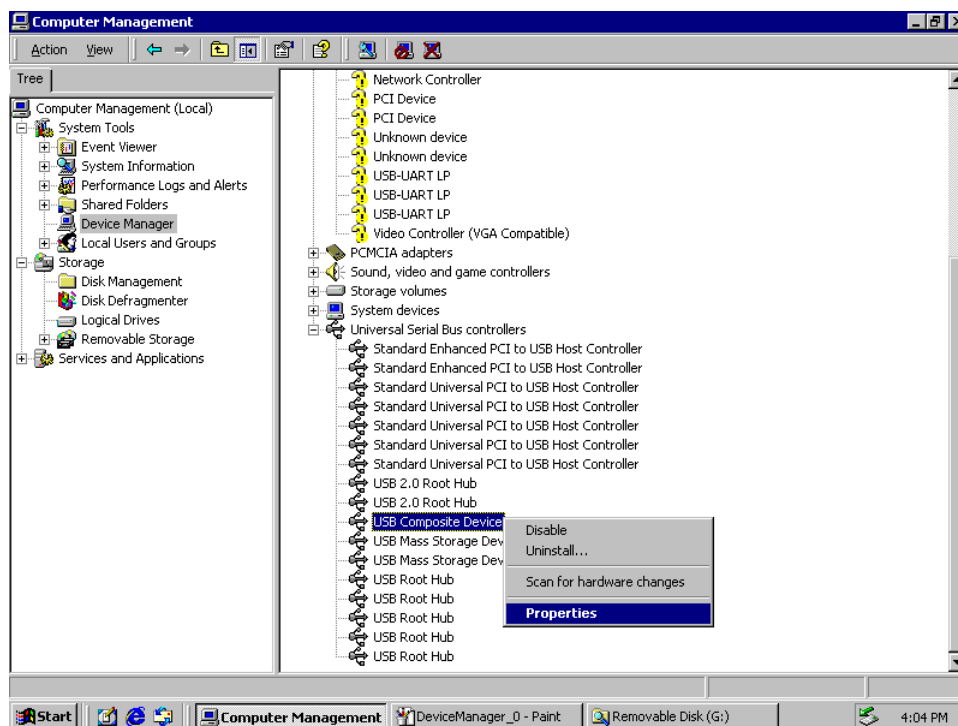 Computer Management
Action View
Tree
Computer Management (Local)
System Tools
Event Viewer
System Information
Performance Logs and Alerts
Shared Folders
Device Manager
Local Users and Groups
Storage
Disk Management
Disk Defragmenter
Logical Drives
Removable Storage
Services and Applications
Network Controller
PCI Device
PCI Device
Unknown device
Unknown device
USB-UART LP
USB-UART LP
USB-UART LP
Video Controller (VGA Compatible)
PCMCIA adapters
Sound, video and game controllers
Storage volumes
System devices
Universal Serial Bus controllers
Standard Enhanced PCI to USB Host Controller
Standard Enhanced PCI to USB Host Controller
Standard Universal PCI to USB Host Controller
Standard Universal PCI to USB Host Controller
Standard Universal PCI to USB Host Controller
Standard Universal PCI to USB Host Controller
Standard Universal PCI to USB Host Controller
USB 2.0 Root Hub
USB 2.0 Root Hub
USB Composite Device
USB Mass Storage Dev
USB Mass Storage Dev
USB Root Hub
USB Root Hub
USB Root Hub
USB Root Hub
USB Root Hub
Disable
Uninstall...
Scan for hardware changes
Properties
Start
Computer Management
DeviceManager_0 - Paint
Removable Disk (G:)
4:04 PM